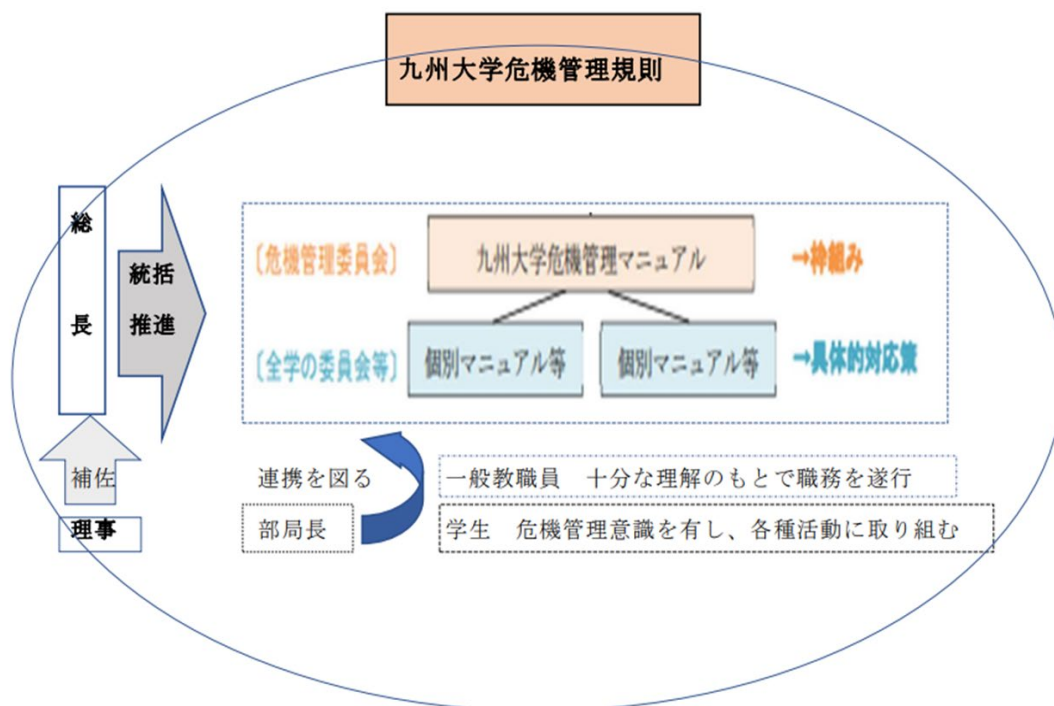 九州大学危機管理規則
総長
統括
推進
〔危機管理委員会〕 九州大学危機管理マニュアル →枠組み
〔全学の委員会等〕 個別マニュアル等 個別マニュアル等 →具体的対応策
補佐
理事
連携を図る
部局長
一般教職員 十分な理解のもとで職務を遂行
学生 危機管理意識を有し、各種活動に取り組む